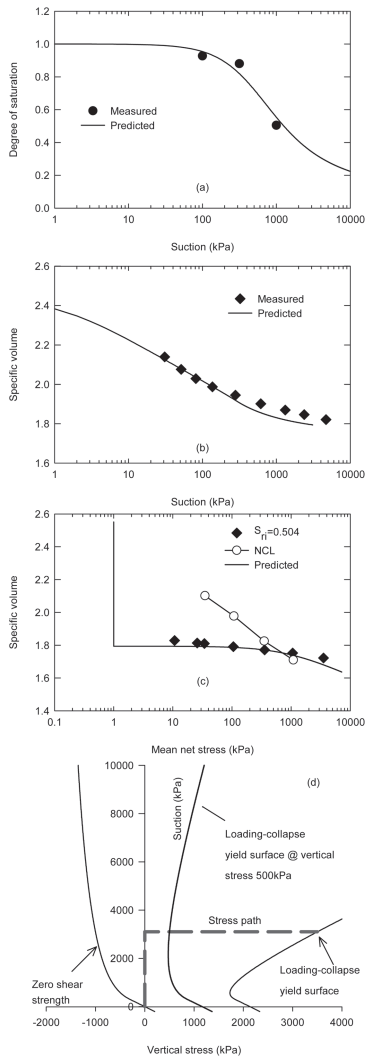 1.2
1.0
0.8
0.6
0.4
0.2
0.0
Degree of saturation
Measured
Predicted
(a)
1 10 100 1000 10000
Suction (kPa)
2.6
2.4
2.2
2.0
1.8
1.6
Specific volume
Measured
Predicted
(b)
1 10 100 1000 10000 100000
Suction (kPa)
2.6
2.4
2.2
2.0
1.8
1.6
1.4
Specific volume
Sri=0.504
NCL
Predicted
(c)
0.1 1 10 100 1000 10000
Mean net stress (kPa)
10000
8000
6000
4000
2000
0
Suction (kPa)
(d)
Loading-collapse
yield surface @ vertical
stress 500kPa
Stress path
Zero shear
strength
Loading-collapse
yield surface
-2000 -1000 0 1000 2000 3000 4000
Vertical stress (kPa)